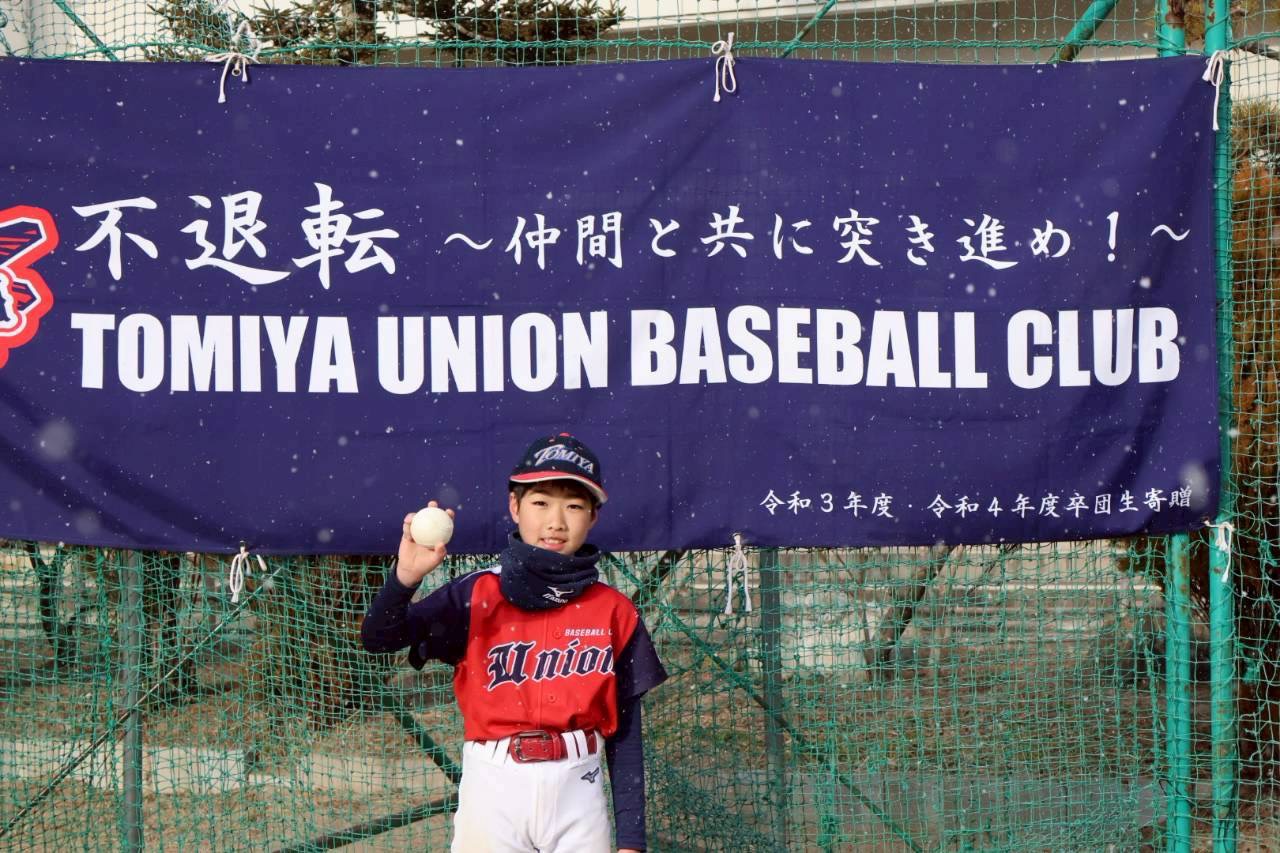 不退転 ～仲間と共に突き進め！～
TOMIYA UNION BASEBALL CLUB
令和３年度・令和４年度卒団生寄贈
TOMIYA
MIZUNO
BASEBALL
Union